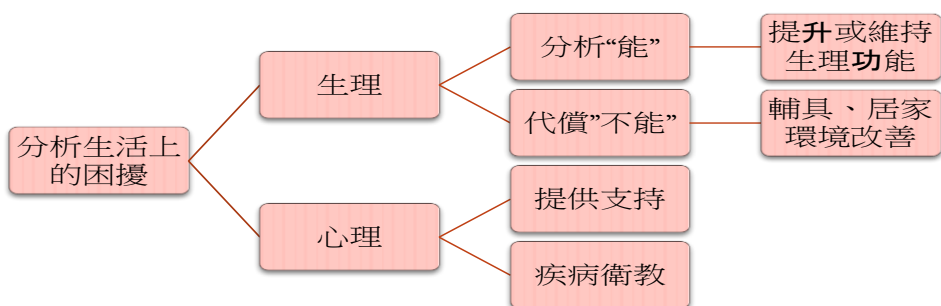 分析生活上
的困擾
生理
分析“能”
提升或維持
生理功能
代償”不能”
輔具、居家
環境改善
心理
提供支持
疾病衛教